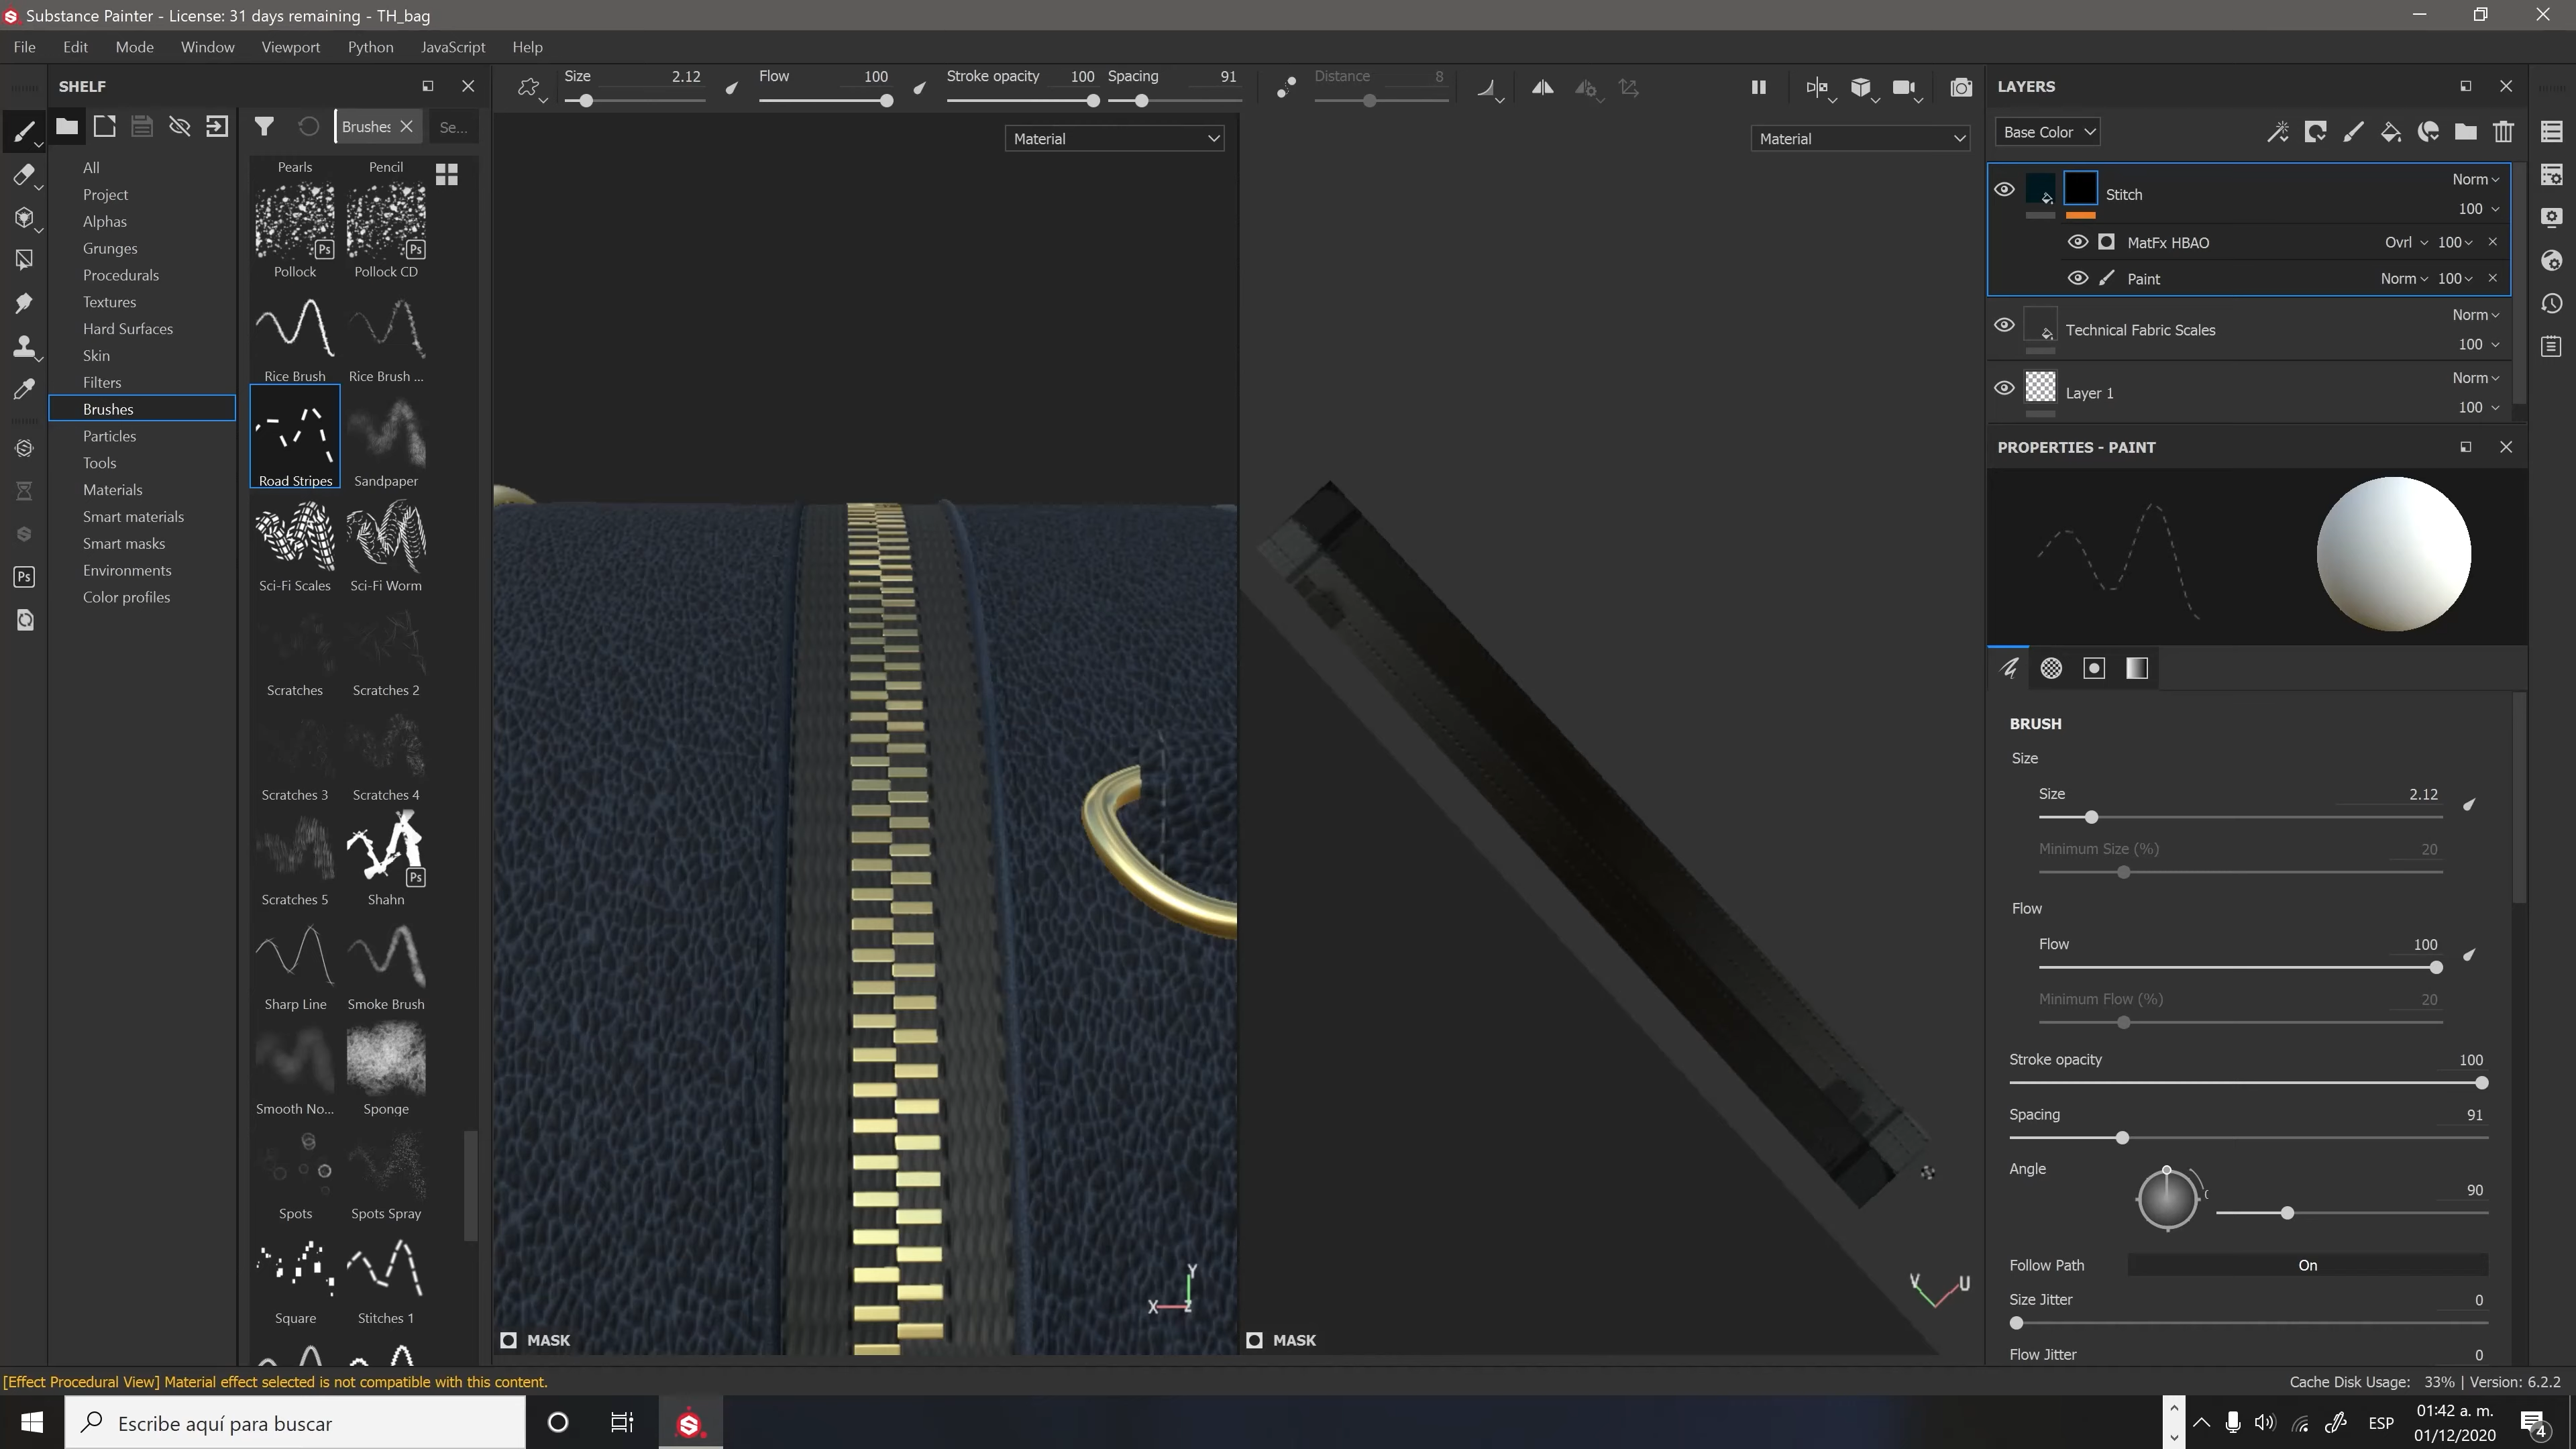 Substance Painter - License: 31 days remaining - TH_bag
File Edit Mode Window Viewport Python JavaScript Help
SHELF
Size 2.12
Flow 100
Stroke opacity 100
Spacing 91
Distance 8
Brushes
Se...
All
Project
Alphas
Grunges
Procedurals
Textures
Hard Surfaces
Skin
Filters
Brushes
Particles
Tools
Materials
Smart materials
Smart masks
Environments
Color profiles
Pearls Pencil
Ps Ps
Pollock Pollock CD
Rice Brush Rice Brush ...
Road Stripes Sandpaper
Sci-Fi Scales Sci-Fi Worm
Scratches Scratches 2
Scratches 3 Scratches 4
Ps
Scratches 5 Shahn
Sharp Line Smoke Brush
Smooth No... Sponge
Spots Spots Spray
Square Stitches 1
Ps
Material
Material
Y
X Z
V U
MASK
MASK
LAYERS
Base Color
Stitch Norm
100
MatFx HBAO Ovrl 100
Paint Norm 100
Technical Fabric Scales Norm
100
Layer 1 Norm
100
PROPERTIES - PAINT
BRUSH
Size
Size 2.12
Minimum Size (%) 20
Flow
Flow 100
Minimum Flow (%) 20
Stroke opacity 100
Spacing 91
Angle
90
Follow Path On
Size Jitter 0
Flow Jitter 0
[Effect Procedural View] Material effect selected is not compatible with this content.
Cache Disk Usage: 33% | Version: 6.2.2
Escribe aquí para buscar
ESP
01:42 a. m.
01/12/2020
4